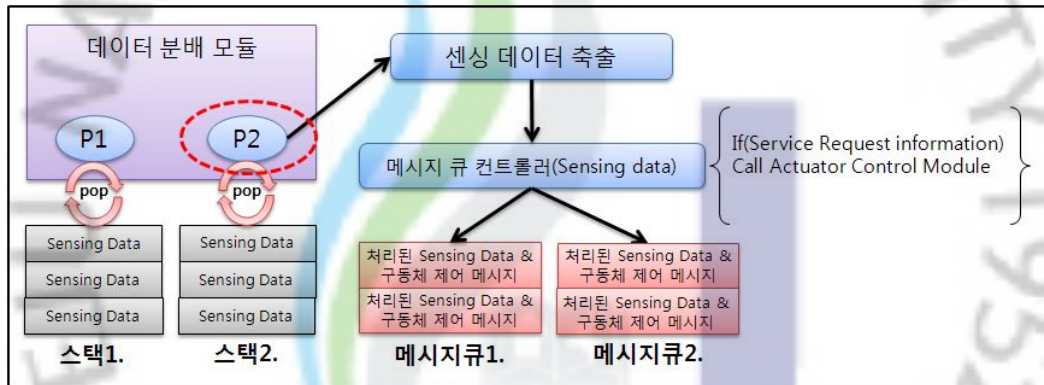 데이터 분배 모듈
P1
P2
pop
pop
Sensing Data
Sensing Data
Sensing Data
스택1.
Sensing Data
Sensing Data
Sensing Data
스택2.
센싱 데이터 축출
메시지 큐 컨트롤러(Sensing data)
If(Service Request information)
Call Actuator Control Module
처리된 Sensing Data &
구동체 제어 메시지
처리된 Sensing Data &
구동체 제어 메시지
메시지큐1.
처리된 Sensing Data &
구동체 제어 메시지
처리된 Sensing Data &
구동체 제어 메시지
메시지큐2.